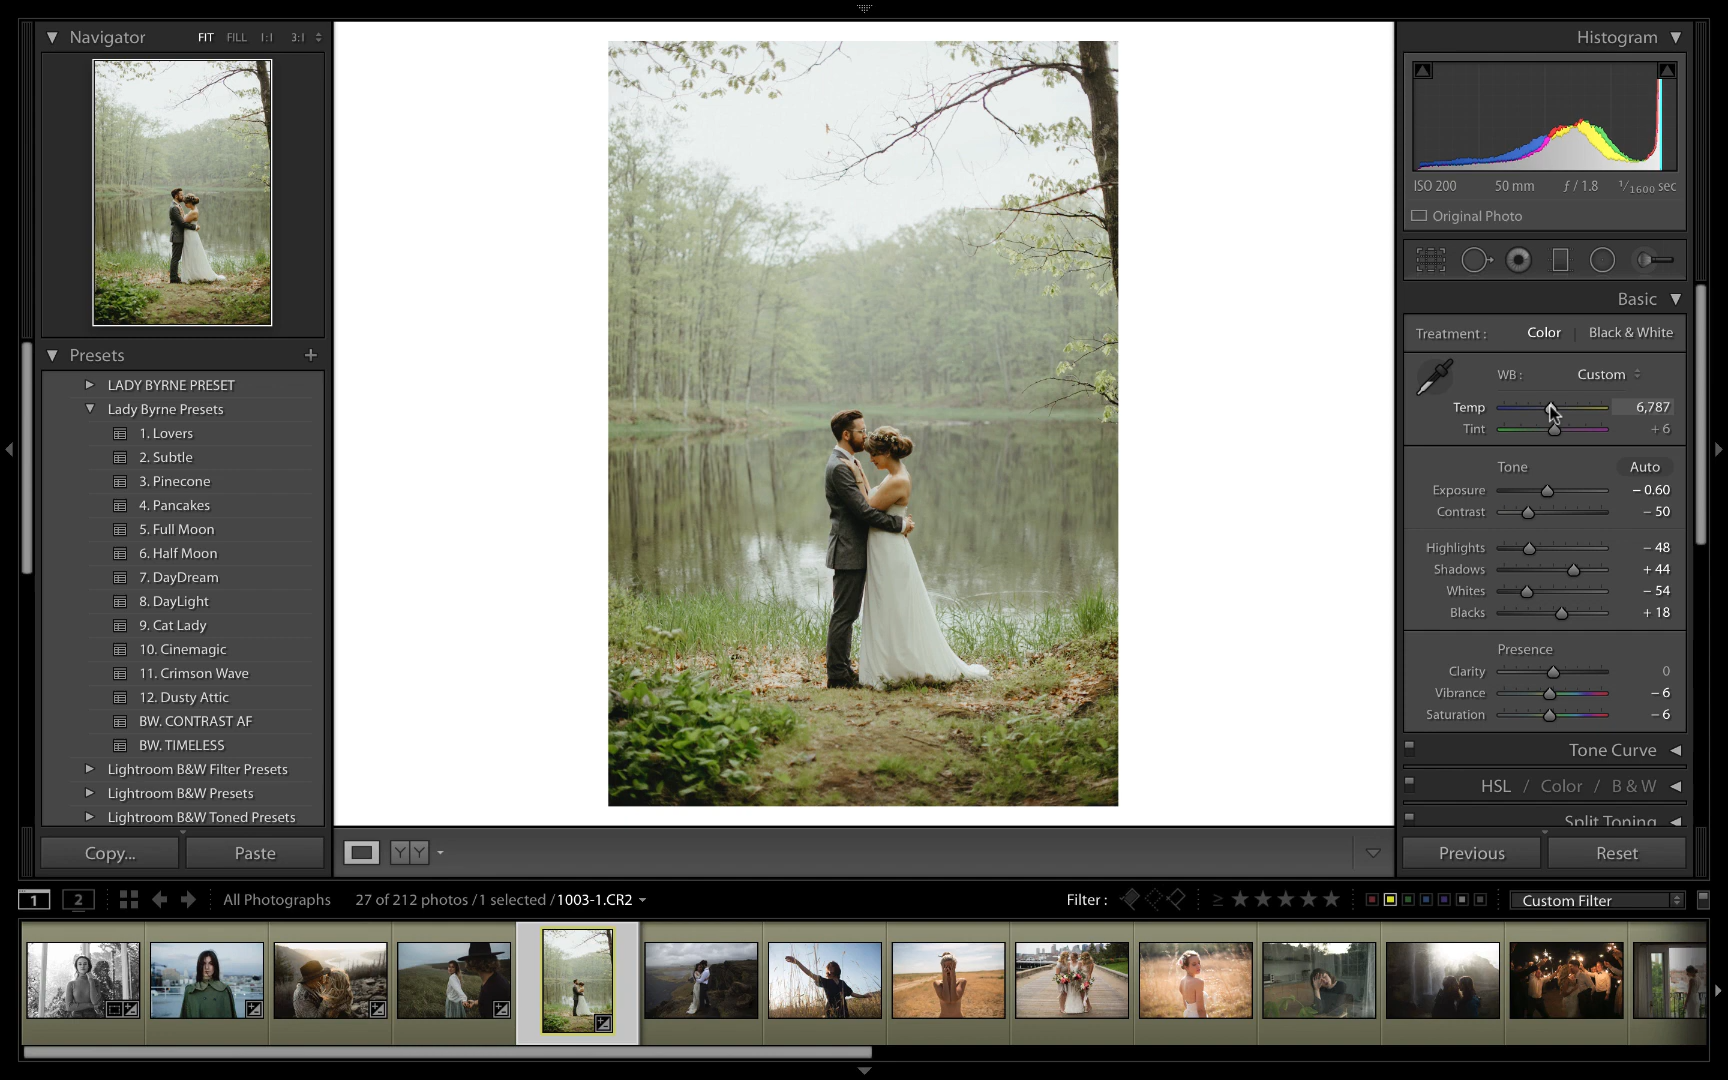 Navigator FIT FILL 1:1 3:1
Presets +
LADY BYRNE PRESET
Lady Byrne Presets
1. Lovers
2. Subtle
3. Pinecone
4. Pancakes
5. Full Moon
6. Half Moon
7. DayDream
8. DayLight
9. Cat Lady
10. Cinemagic
11. Crimson Wave
12. Dusty Attic
BW. CONTRAST AF
BW. TIMELESS
Lightroom B&W Filter Presets
Lightroom B&W Presets
Lightroom B&W Toned Presets
Copy... Paste
Y Y
Histogram
ISO 200 50 mm ƒ / 1.8 1/1600 sec
Original Photo
Basic
Treatment : Color | Black & White
WB : Custom
Temp 6,787
Tint + 6
Tone Auto
Exposure – 0.60
Contrast – 50
Highlights – 48
Shadows + 44
Whites – 54
Blacks + 18
Presence
Clarity 0
Vibrance – 6
Saturation – 6
Tone Curve
HSL / Color / B & W
Split Toning
Previous Reset
1 2 All Photographs 27 of 212 photos / 1 selected / 1003-1.CR2 Filter : ≥ Custom Filter